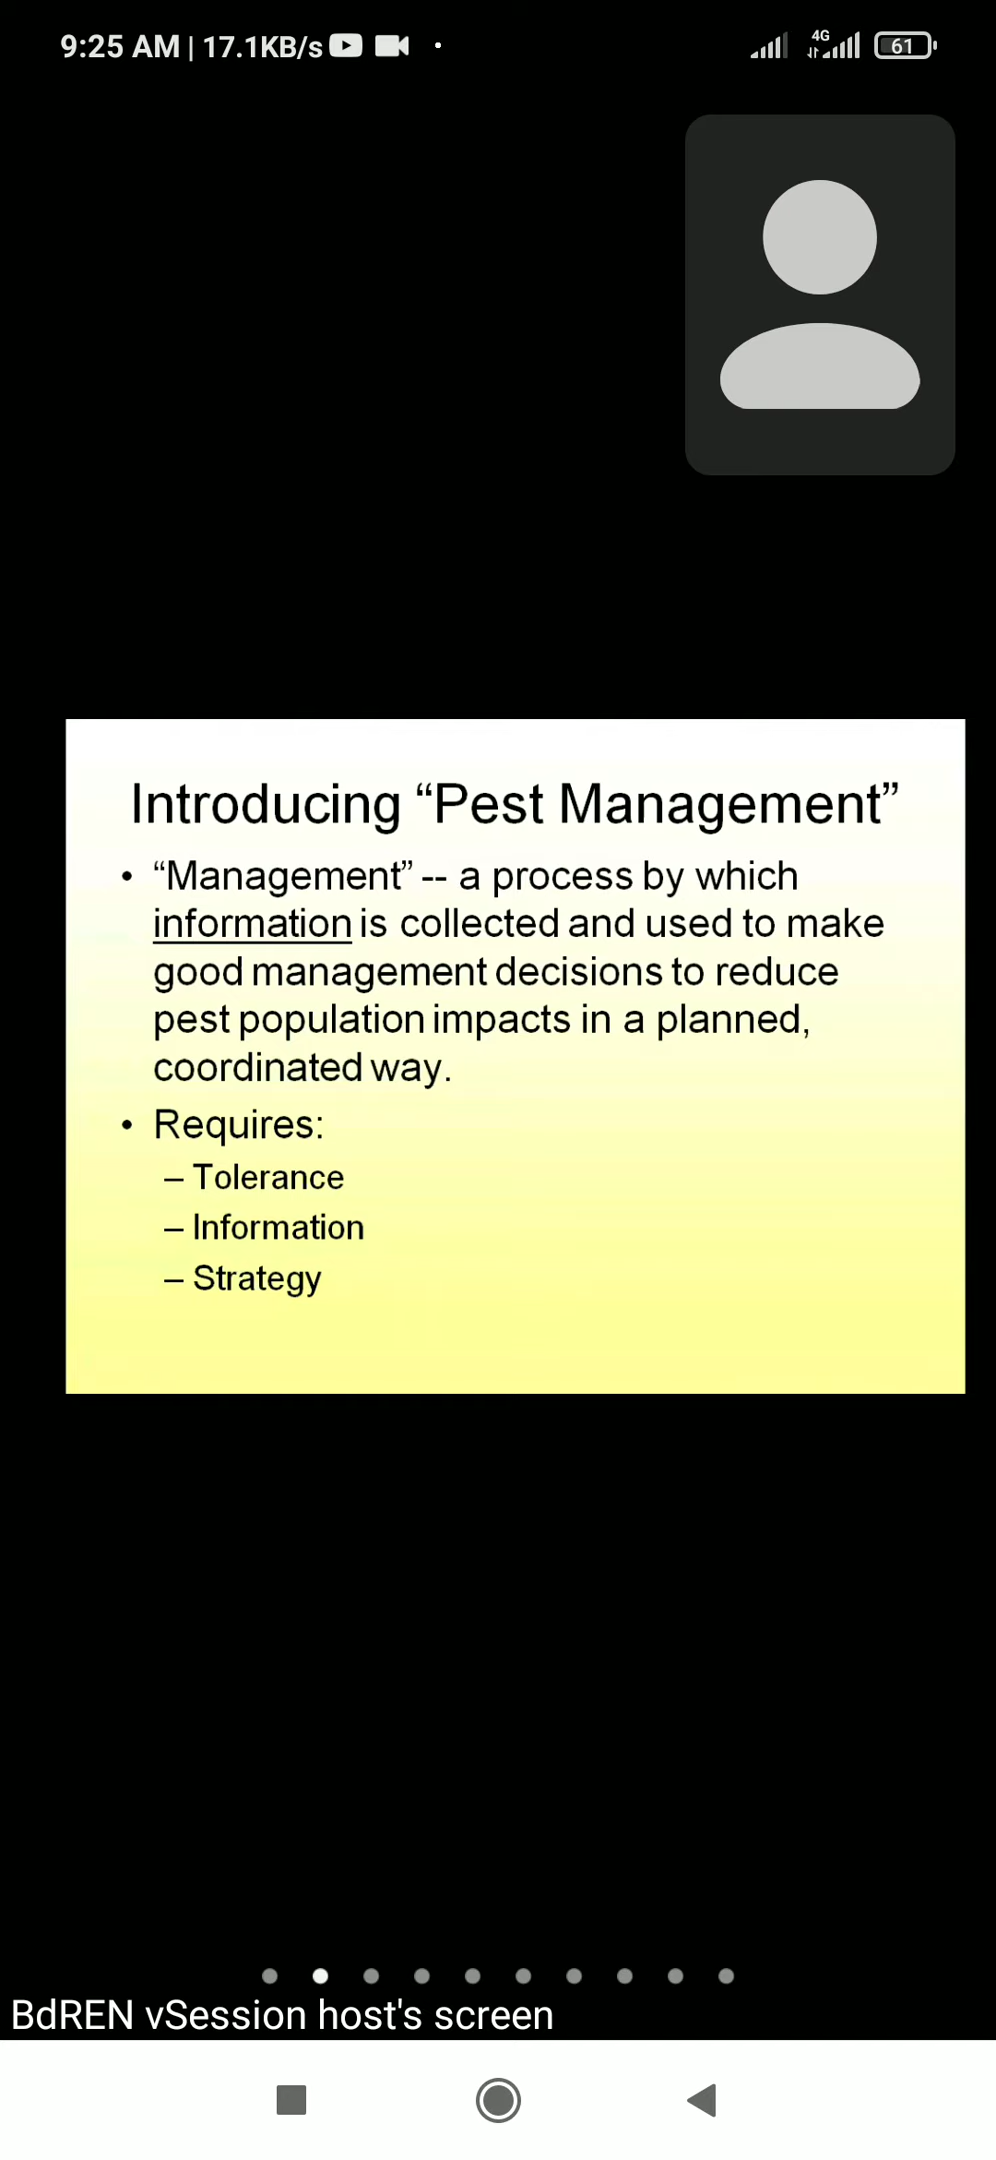 9:25 AM | 17.1KB/s
4G
61
Introducing “Pest Management”
• “Management” -- a process by which
information is collected and used to make
good management decisions to reduce
pest population impacts in a planned,
coordinated way.
• Requires:
– Tolerance
– Information
– Strategy
BdREN vSession host's screen